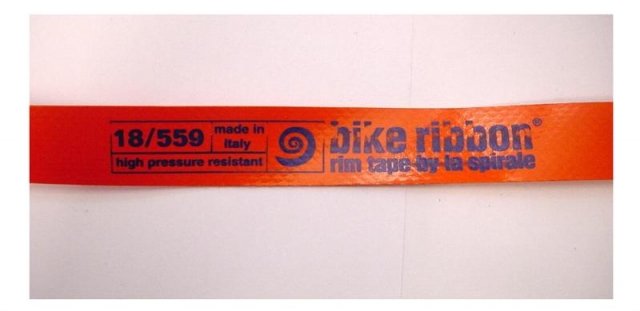 18/559
made in
italy
high pressure resistant
bike ribbon®
rim tape by la spirale